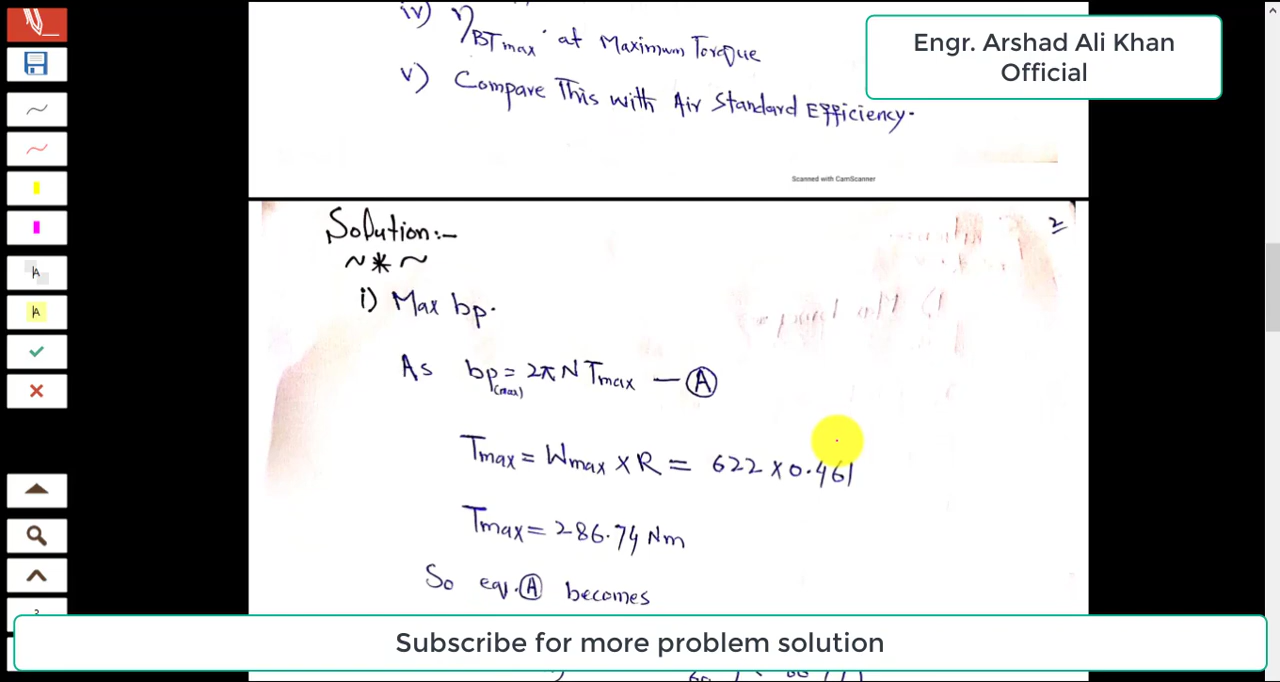 iv) ηBTmax at Maximum Torque
v) Compare This with Air Standard Efficiency.
Engr. Arshad Ali Khan
Official
Scanned with CamScanner
2
Solution:-
~*~
i) Max bp.
As bp(max) = 2πN Tmax — Ⓐ
Tmax = Wmax × R = 622 × 0.461
Tmax = 286.74 Nm
So eq. Ⓐ becomes
Subscribe for more problem solution